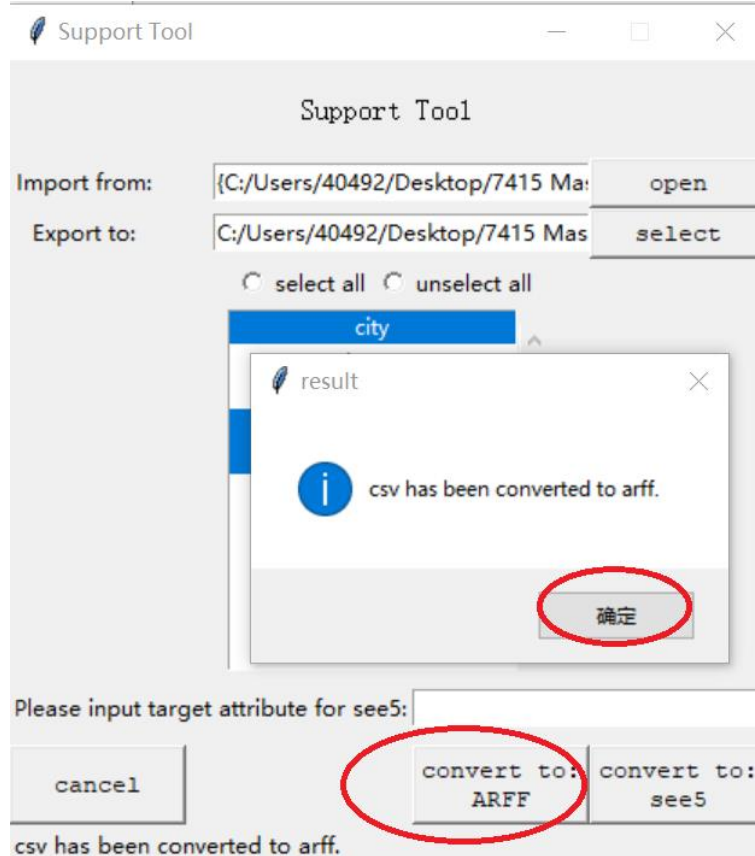 Support Tool
Support Tool
Import from: {C:/Users/40492/Desktop/7415 Mas open
Export to: C:/Users/40492/Desktop/7415 Mas select
select all unselect all
city
result
csv has been converted to arff.
确定
Please input target attribute for see5:
cancel
convert to:
ARFF
convert to:
see5
csv has been converted to arff.